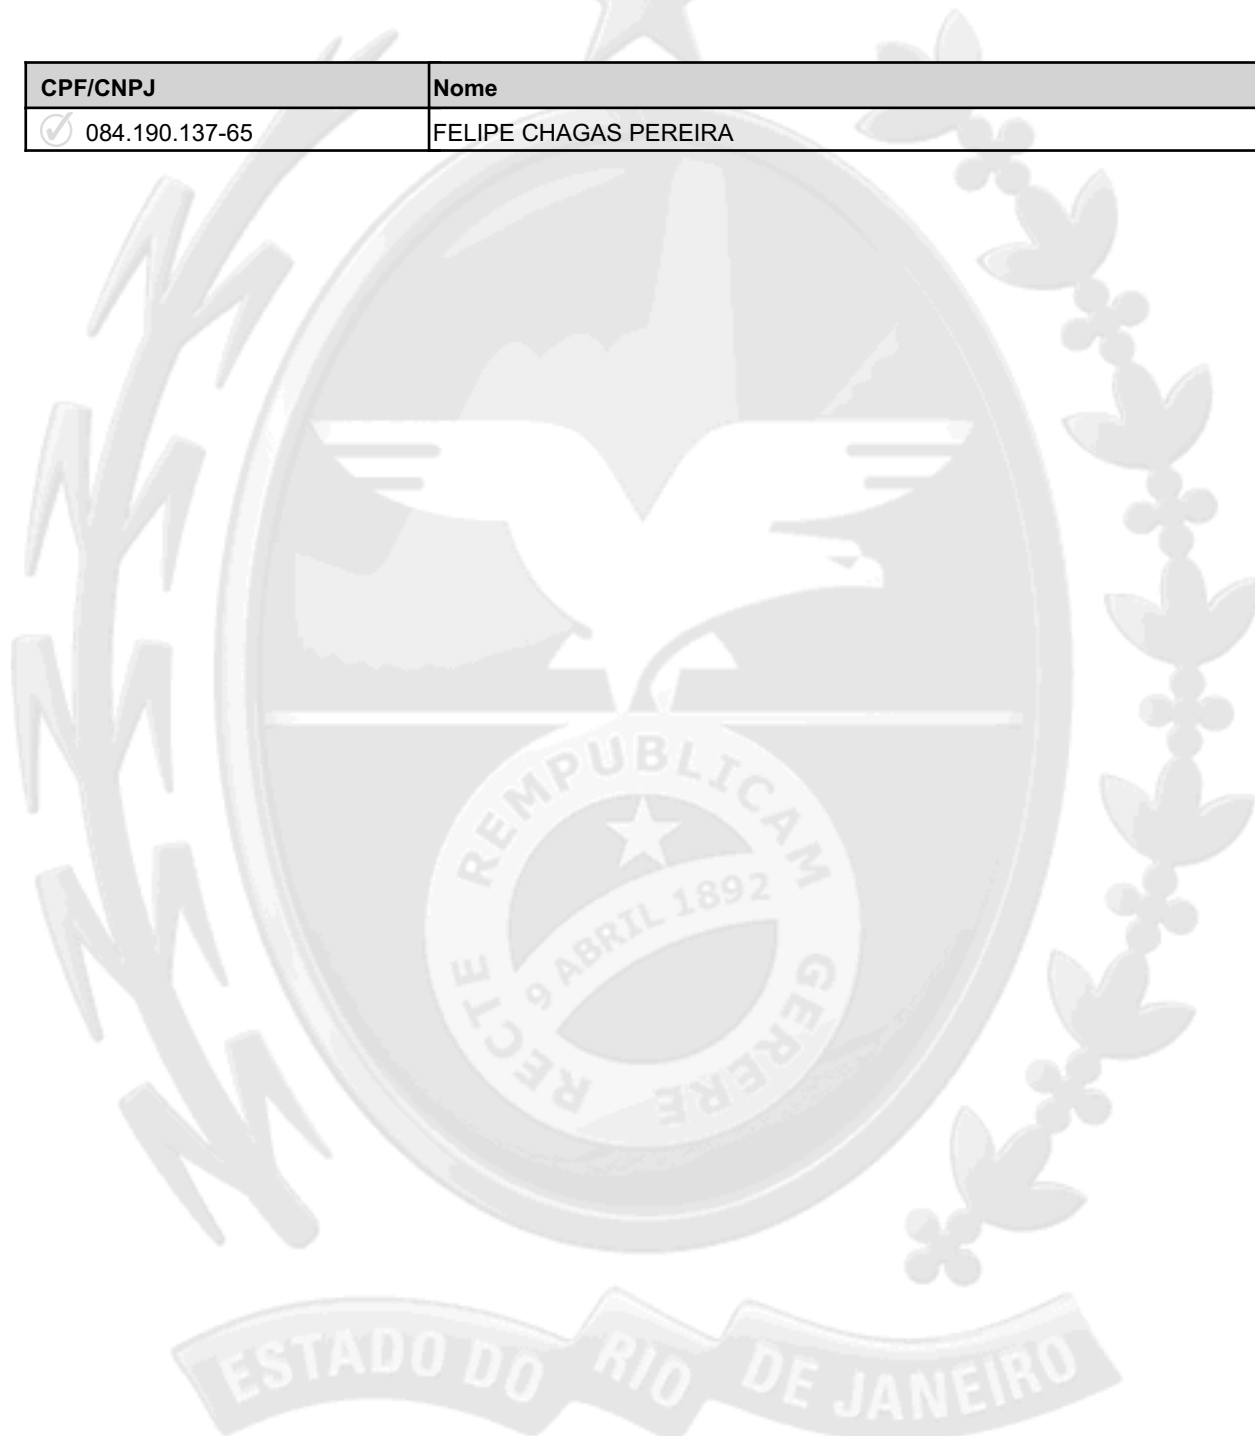 CPF/CNPJ Nome
084.190.137-65 FELIPE CHAGAS PEREIRA
REMPUBLICAM
9 ABRIL 1892
RECTE GERERE
ESTADO DO RIO DE JANEIRO